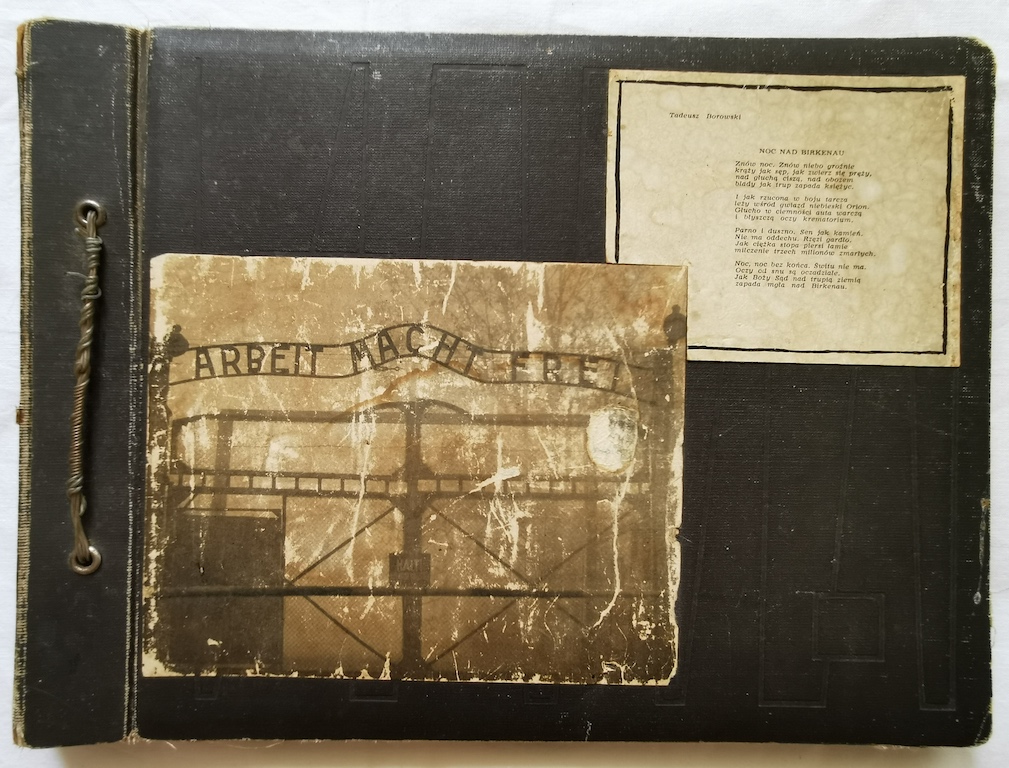 Tadeusz Borowski
NOC NAD BIRKENAU
Znów noc. Znów niebo groźnie
krąży jak sęp, jak zwierz się pręży,
nad głuchą ciszą, nad obozem
blady jak trup zapada księżyc.
I jak rzucona w boju tarcza
leży wśród gwiazd niebieski Orion.
Głucho w ciemności auta warczą
i błyszczą oczy krematorium.
Parno i duszno. Sen jak kamień.
Nie ma oddechu. Rzęzi gardło.
Jak ciężka stopa piersi łamie
milczenie trzech milionów zmarłych.
Noc, noc bez końca. Świtu nie ma.
Oczy od snu są oczadziałe.
Jak Boży Sąd nad trupią ziemią
zapada mgła nad Birkenau.
ARBEIT MACHT FREI
HALT